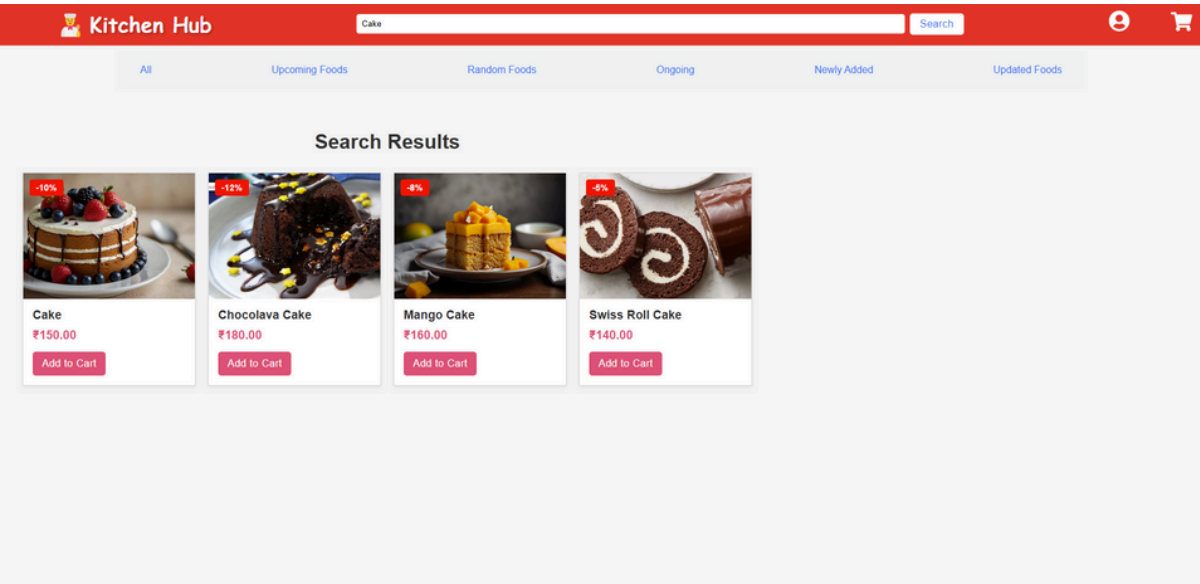 Kitchen Hub
Cake
Search
All Upcoming Foods Random Foods Ongoing Newly Added Updated Foods
Search Results
-10% -12% -8% -5%
Cake Chocolava Cake Mango Cake Swiss Roll Cake
₹150.00 ₹180.00 ₹160.00 ₹140.00
Add to Cart Add to Cart Add to Cart Add to Cart